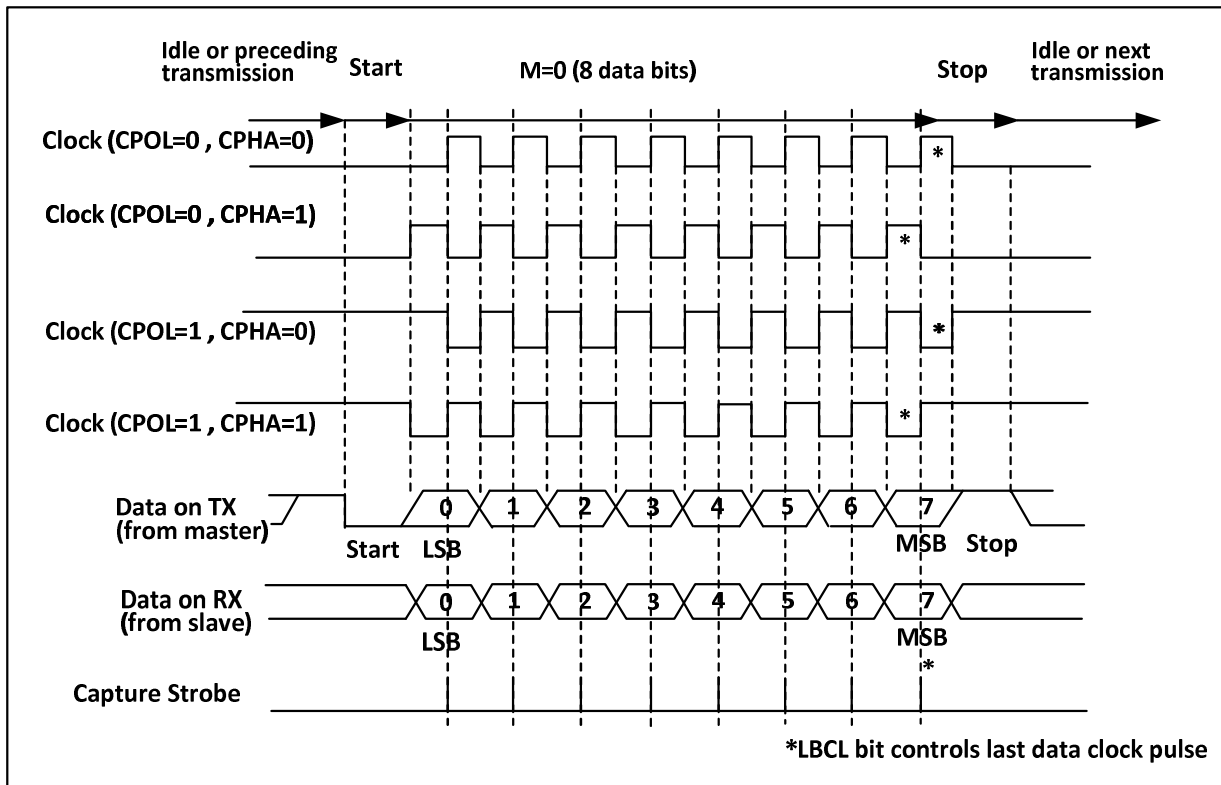 Idle or preceding
transmission
Start
M=0 (8 data bits)
Stop
Idle or next
transmission
Clock (CPOL=0 , CPHA=0)
*
Clock (CPOL=0 , CPHA=1)
*
Clock (CPOL=1 , CPHA=0)
*
Clock (CPOL=1 , CPHA=1)
*
Data on TX
(from master)
0 1 2 3 4 5 6 7
Start LSB MSB Stop
Data on RX
(from slave)
0 1 2 3 4 5 6 7
LSB MSB
*
Capture Strobe
*LBCL bit controls last data clock pulse